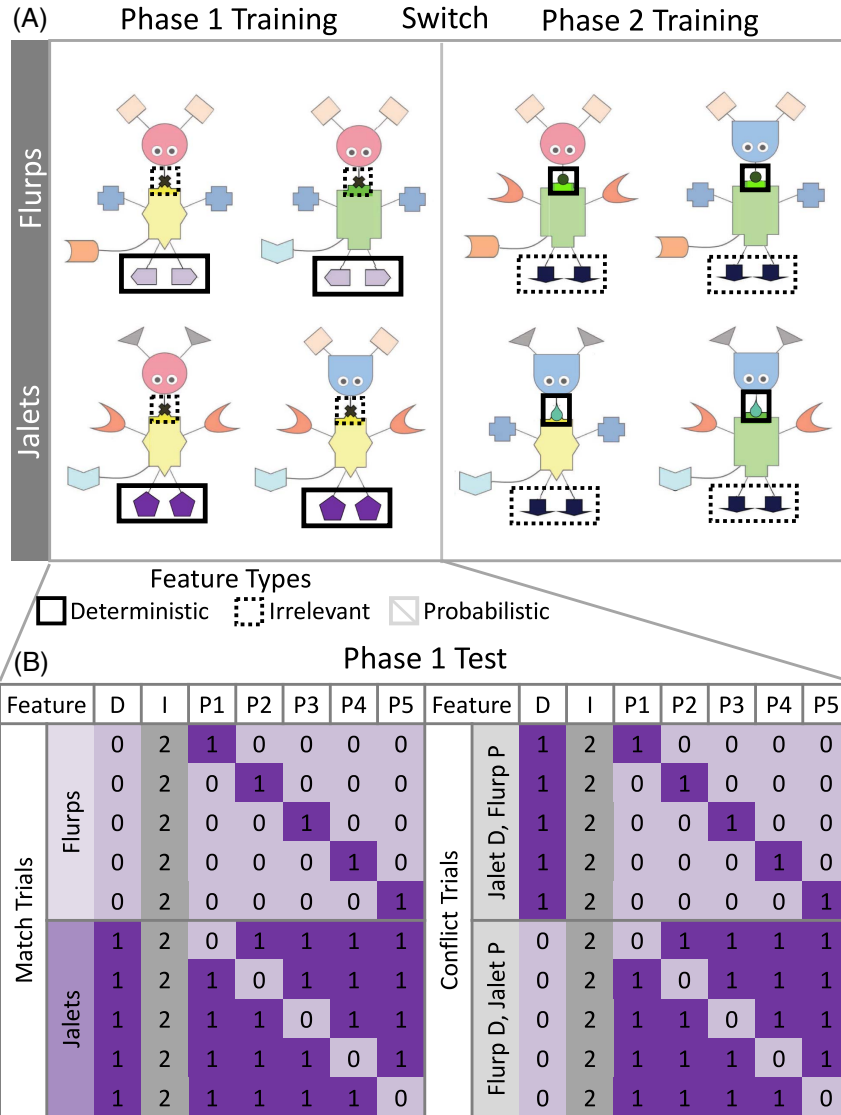 (A) Phase 1 Training Switch Phase 2 Training
Flurps
Jalets
Feature Types
Deterministic Irrelevant Probabilistic
(B) Phase 1 Test
Feature D I P1 P2 P3 P4 P5 Feature D I P1 P2 P3 P4 P5
Match Trials Flurps Conflict Trials Jalet D, Flurp P
0 2 1 0 0 0 0 1 2 1 0 0 0 0
0 2 0 1 0 0 0 1 2 0 1 0 0 0
0 2 0 0 1 0 0 1 2 0 0 1 0 0
0 2 0 0 0 1 0 1 2 0 0 0 1 0
0 2 0 0 0 0 1 1 2 0 0 0 0 1
Jalets Flurp D, Jalet P
1 2 0 1 1 1 1 0 2 0 1 1 1 1
1 2 1 0 1 1 1 0 2 1 0 1 1 1
1 2 1 1 0 1 1 0 2 1 1 0 1 1
1 2 1 1 1 0 1 0 2 1 1 1 0 1
1 2 1 1 1 1 0 0 2 1 1 1 1 0